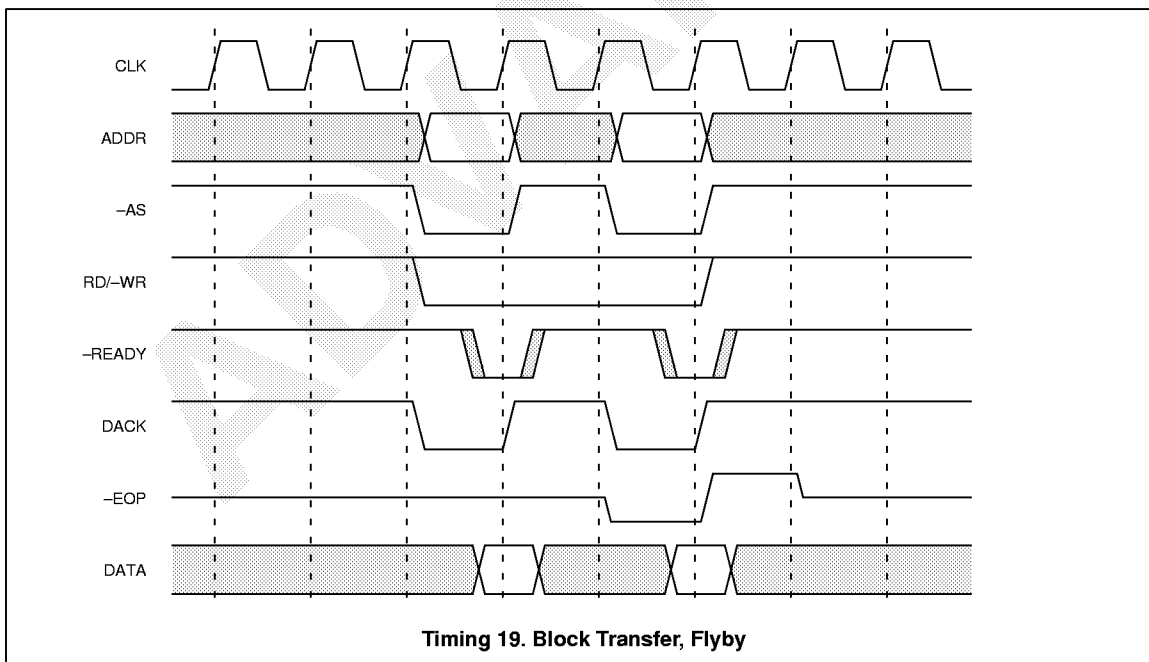 CLK
ADDR
–AS
RD/–WR
–READY
DACK
–EOP
DATA
Timing 19. Block Transfer, Flyby